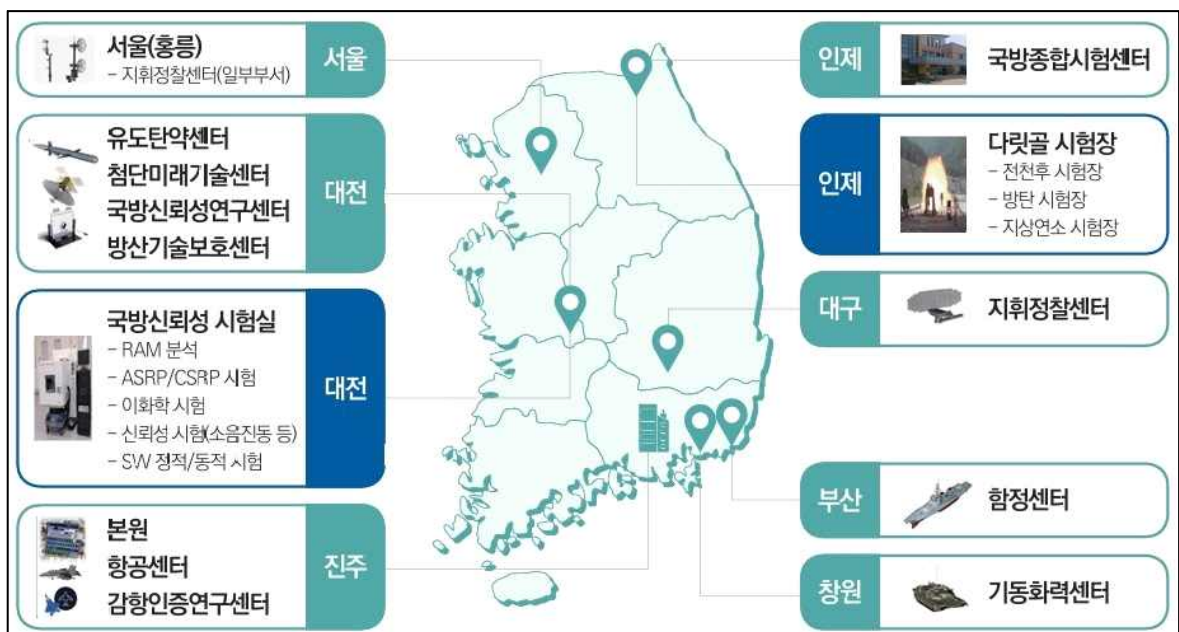 서울(홍릉)
- 지휘정찰센터(일부부서)
서울
유도탄약센터
첨단미래기술센터
국방신뢰성연구센터
방산기술보호센터
대전
국방신뢰성 시험실
- RAM 분석
- ASRP/CSRP 시험
- 이화학 시험
- 신뢰성 시험(소음진동 등)
- SW 정적/동적 시험
대전
본원
항공센터
감항인증연구센터
진주
인제
국방종합시험센터
인제
다릿골 시험장
- 전천후 시험장
- 방탄 시험장
- 지상연소 시험장
대구
지휘정찰센터
부산
함정센터
창원
기동화력센터